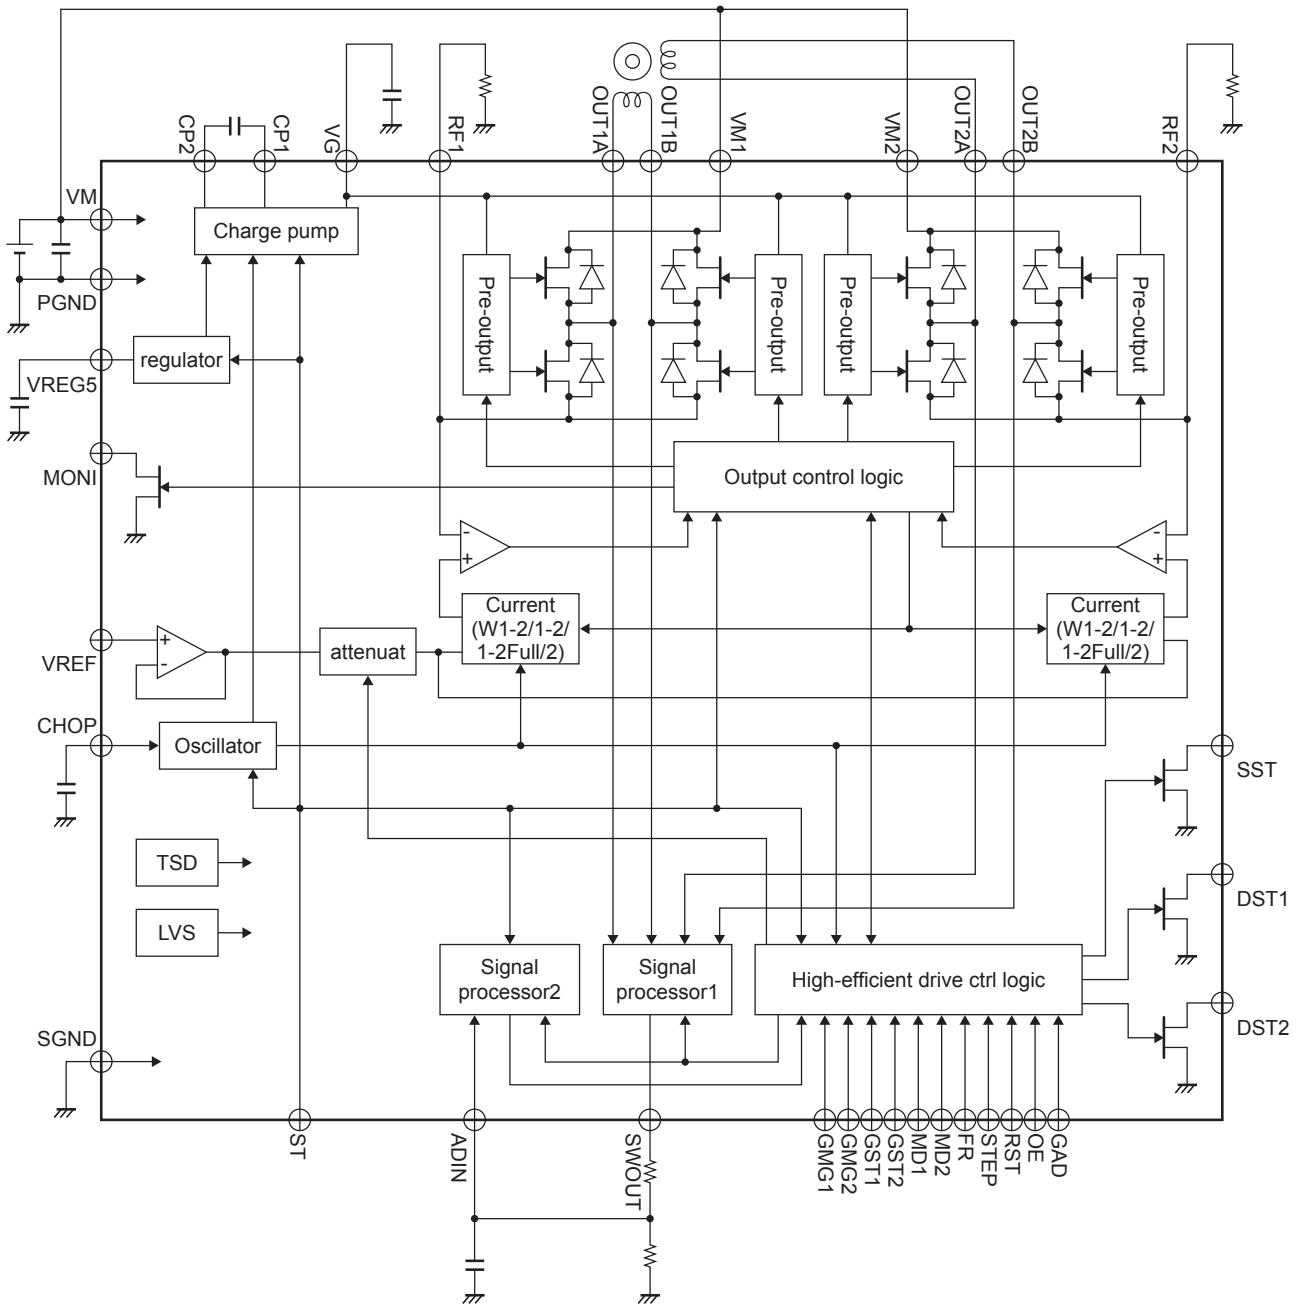 CP2
CP1
VG
RF1
OUT1A
OUT1B
VM1
VM2
OUT2A
OUT2B
RF2
VM
PGND
VREG5
MONI
VREF
CHOP
SGND
Charge pump
regulator
Pre-output
Pre-output
Pre-output
Pre-output
Output control logic
-
+
-
+
+
-
attenuat
Current
(W1-2/1-2/
1-2Full/2)
Current
(W1-2/1-2/
1-2Full/2)
Oscillator
TSD
LVS
Signal
processor2
Signal
processor1
High-efficient drive ctrl logic
SST
DST1
DST2
ST
ADIN
SWOUT
GMG1
GMG2
GST1
GST2
MD1
MD2
FR
STEP
RST
OE
GAD